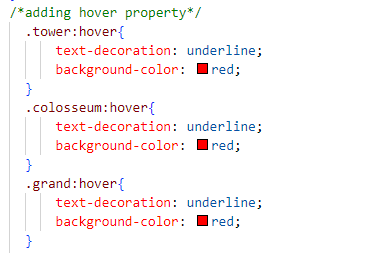 /*adding hover property*/
.tower:hover{
text-decoration: underline;
background-color: red;
}
.colosseum:hover{
text-decoration: underline;
background-color: red;
}
.grand:hover{
text-decoration: underline;
background-color: red;
}